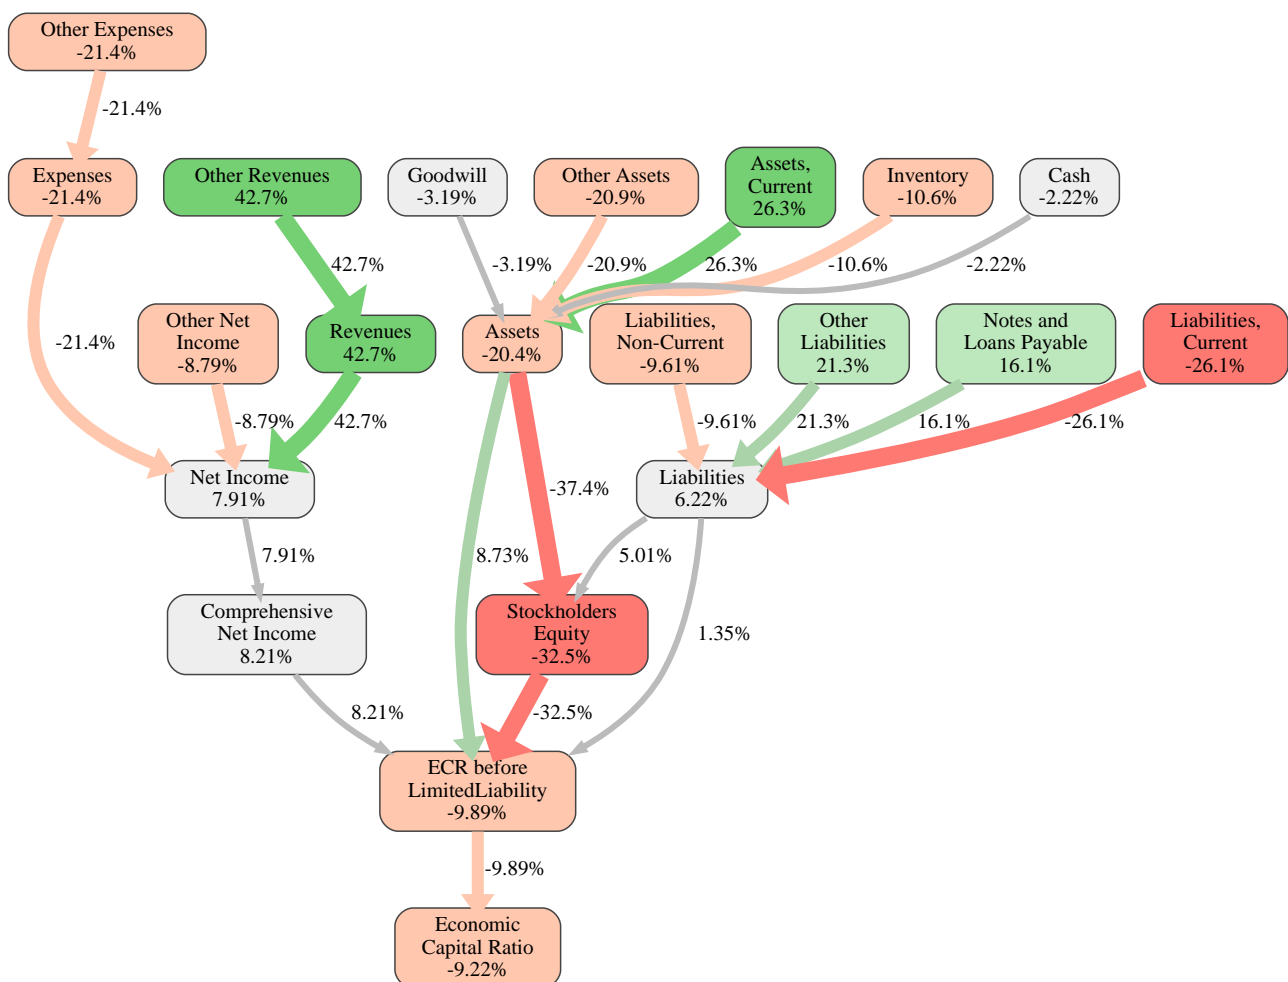 Other Expenses
-21.4%
-21.4%
Expenses
-21.4%
Other Revenues
42.7%
Goodwill
-3.19%
Other Assets
-20.9%
Assets,
Current
26.3%
Inventory
-10.6%
Cash
-2.22%
42.7%
-3.19%
-20.9%
26.3%
-10.6%
-2.22%
-21.4%
Other Net
Income
-8.79%
Revenues
42.7%
Assets
-20.4%
Liabilities,
Non-Current
-9.61%
Other
Liabilities
21.3%
Notes and
Loans Payable
16.1%
Liabilities,
Current
-26.1%
-8.79%
42.7%
-9.61%
21.3%
16.1%
-26.1%
Net Income
7.91%
-37.4%
Liabilities
6.22%
7.91%
8.73%
5.01%
Comprehensive
Net Income
8.21%
Stockholders
Equity
-32.5%
1.35%
8.21%
-32.5%
ECR before
LimitedLiability
-9.89%
-9.89%
Economic
Capital Ratio
-9.22%